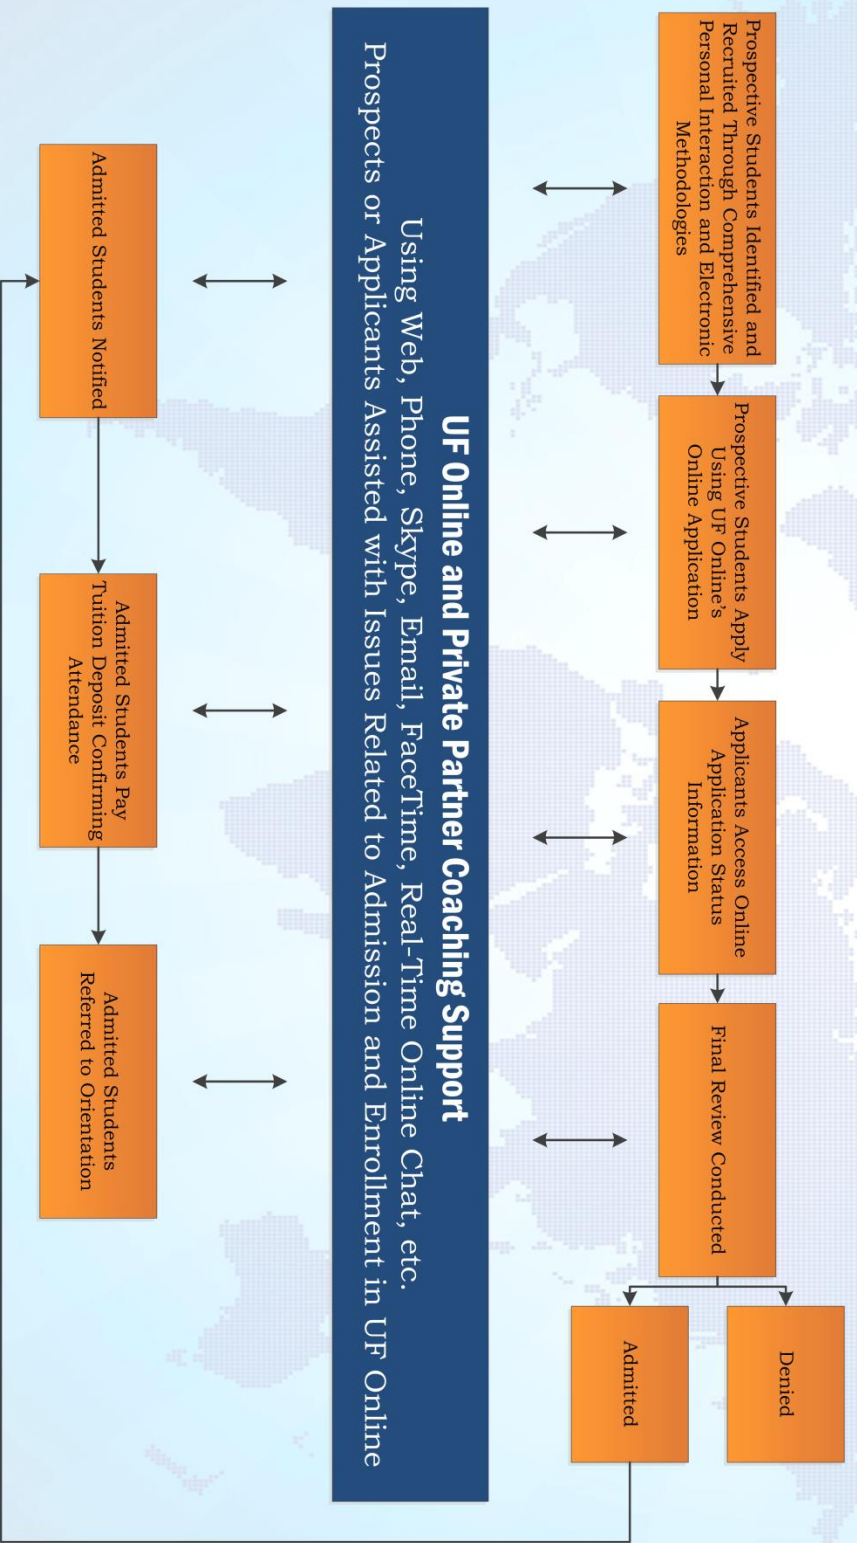 Prospective Students Identified and
Recruited Through Comprehensive
Personal Interaction and Electronic
Methodologies
Prospective Students Apply
Using UF Online's
Online Application
Applicants Access Online
Application Status
Information
Final Review Conducted
Denied
Admitted
UF Online and Private Partner Coaching Support
Using Web, Phone, Skype, Email, FaceTime, Real-Time Online Chat, etc.
Prospects or Applicants Assisted with Issues Related to Admission and Enrollment in UF Online
Admitted Students Notified
Admitted Students Pay
Tuition Deposit Confirming
Attendance
Admitted Students
Referred to Orientation